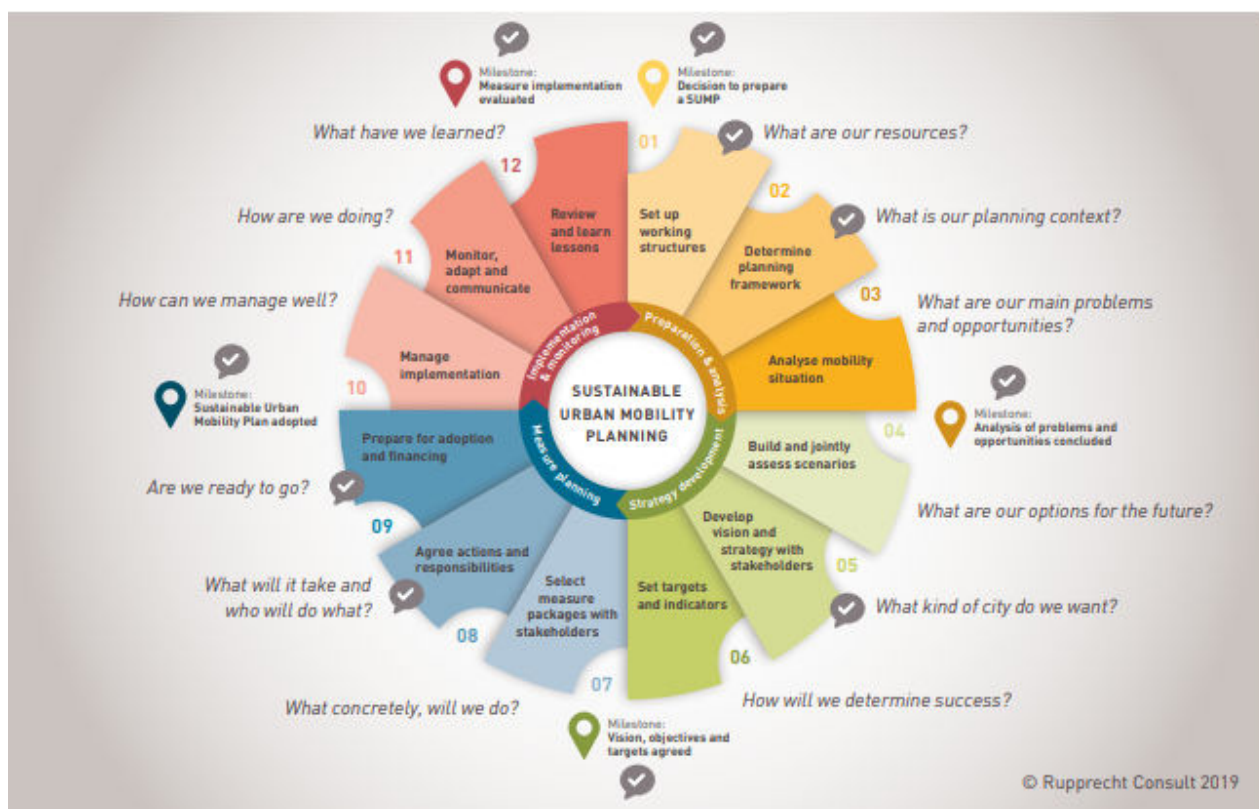 Milestone:
Measure implementation
evaluated
Milestone:
Decision to prepare
a SUMP
What have we learned?
What are our resources?
12
01
02
Review
and learn
lessons
Set up
working
structures
How are we doing?
What is our planning context?
11
Monitor,
adapt and
communicate
Determine
planning
framework
03
How can we manage well?
What are our main problems
and opportunities?
Manage
implementation
Analyse mobility
situation
10
Milestone:
Sustainable Urban
Mobility Plan adopted
Implementation
& monitoring
Preparation & analysis
SUSTAINABLE
URBAN MOBILITY
PLANNING
Measure planning
Strategy development
Milestone:
Analysis of problems and
opportunities concluded
04
Prepare for adoption
and financing
Build and jointly
assess scenarios
Are we ready to go?
What are our options for the future?
09
Agree actions and
responsibilities
Develop
vision and
strategy with
stakeholders
05
What will it take and
who will do what?
Select
measure
packages with
stakeholders
Set targets
and indicators
What kind of city do we want?
08
06
07
What concretely, will we do?
How will we determine success?
Milestone:
Vision, objectives and
targets agreed
© Rupprecht Consult 2019